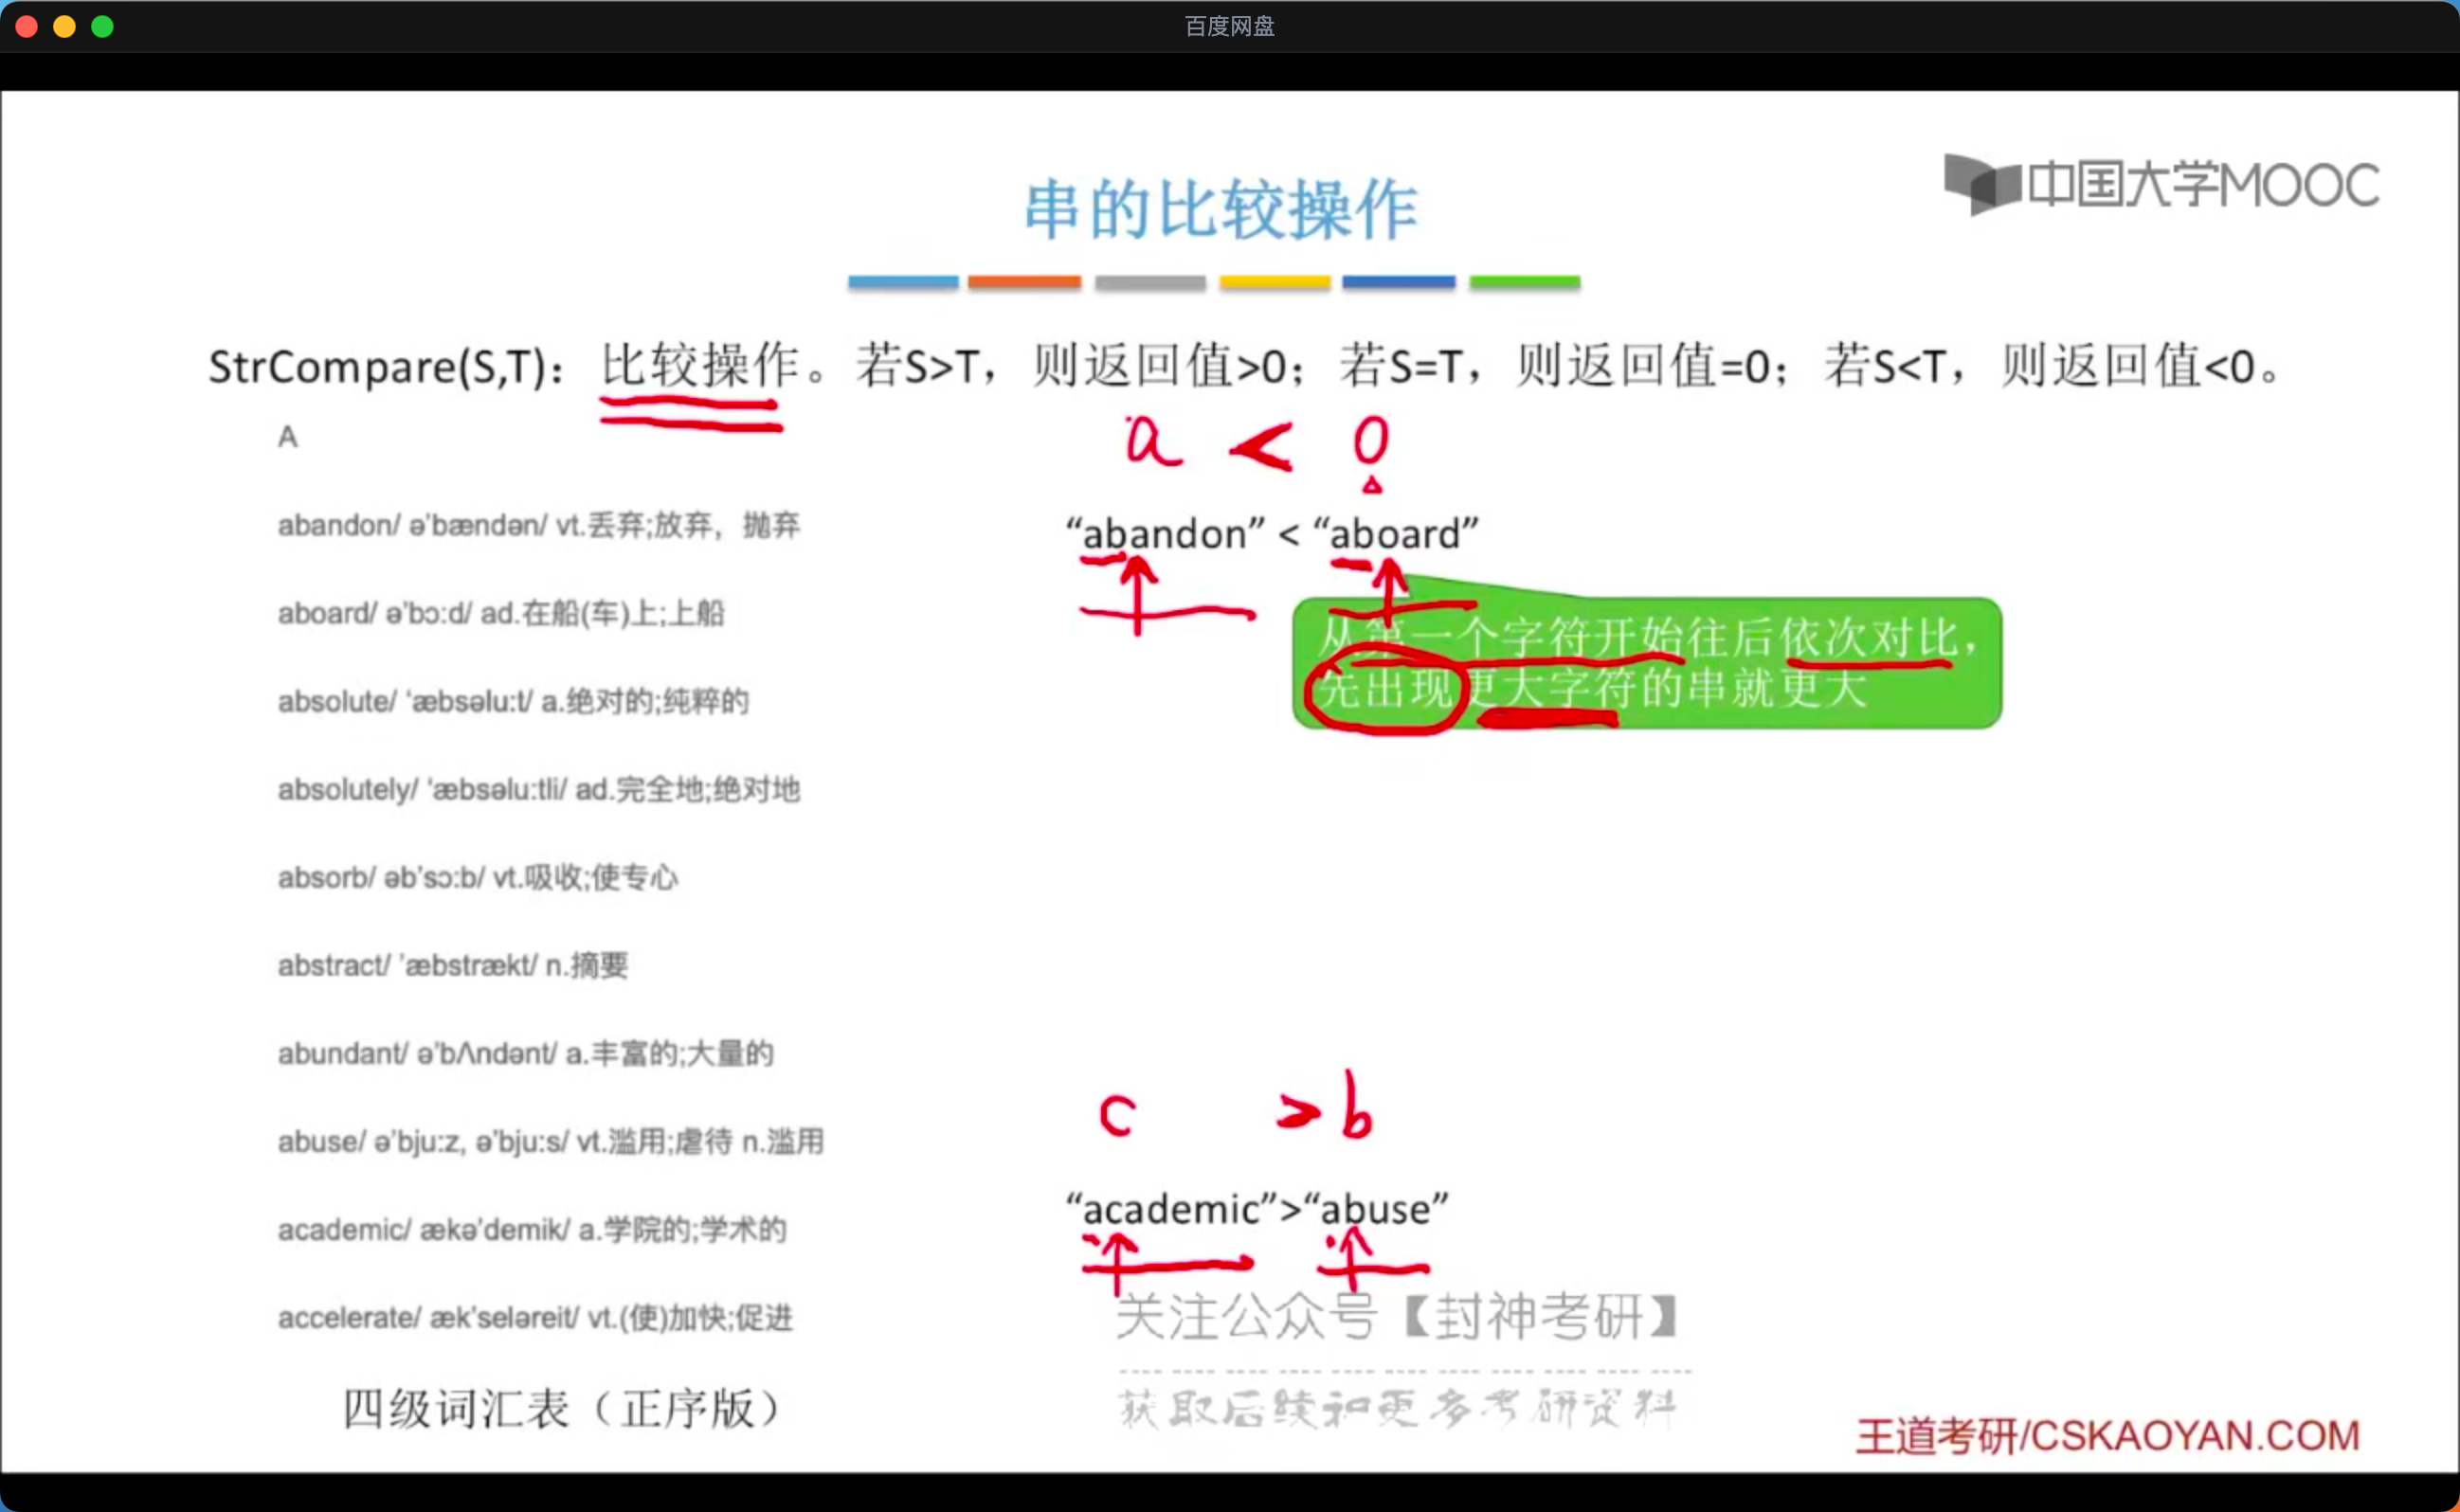 百度网盘
中国大学MOOC
串的比较操作
StrCompare(S,T)：比较操作。若S>T，则返回值>0；若S=T，则返回值=0；若S<T，则返回值<0。
A
a < o
abandon/ ə'bændən/ vt.丢弃;放弃，抛弃
“abandon” < “aboard”
aboard/ ə'bɔ:d/ ad.在船(车)上;上船
从第一个字符开始往后依次对比，
先出现更大字符的串就更大
absolute/ ‘æbsəlu:t/ a.绝对的;纯粹的
absolutely/ ‘æbsəlu:tli/ ad.完全地;绝对地
absorb/ əb'sɔ:b/ vt.吸收;使专心
abstract/ ’æbstrækt/ n.摘要
abundant/ ə'bΛndənt/ a.丰富的;大量的
c > b
abuse/ ə'bju:z, ə'bju:s/ vt.滥用;虐待 n.滥用
“academic”>“abuse”
academic/ ækə'demik/ a.学院的;学术的
accelerate/ æk'seləreit/ vt.(使)加快;促进
关注公众号【封神考研】
获取后续和更多考研资料
四级词汇表（正序版）
王道考研/CSKAOYAN.COM